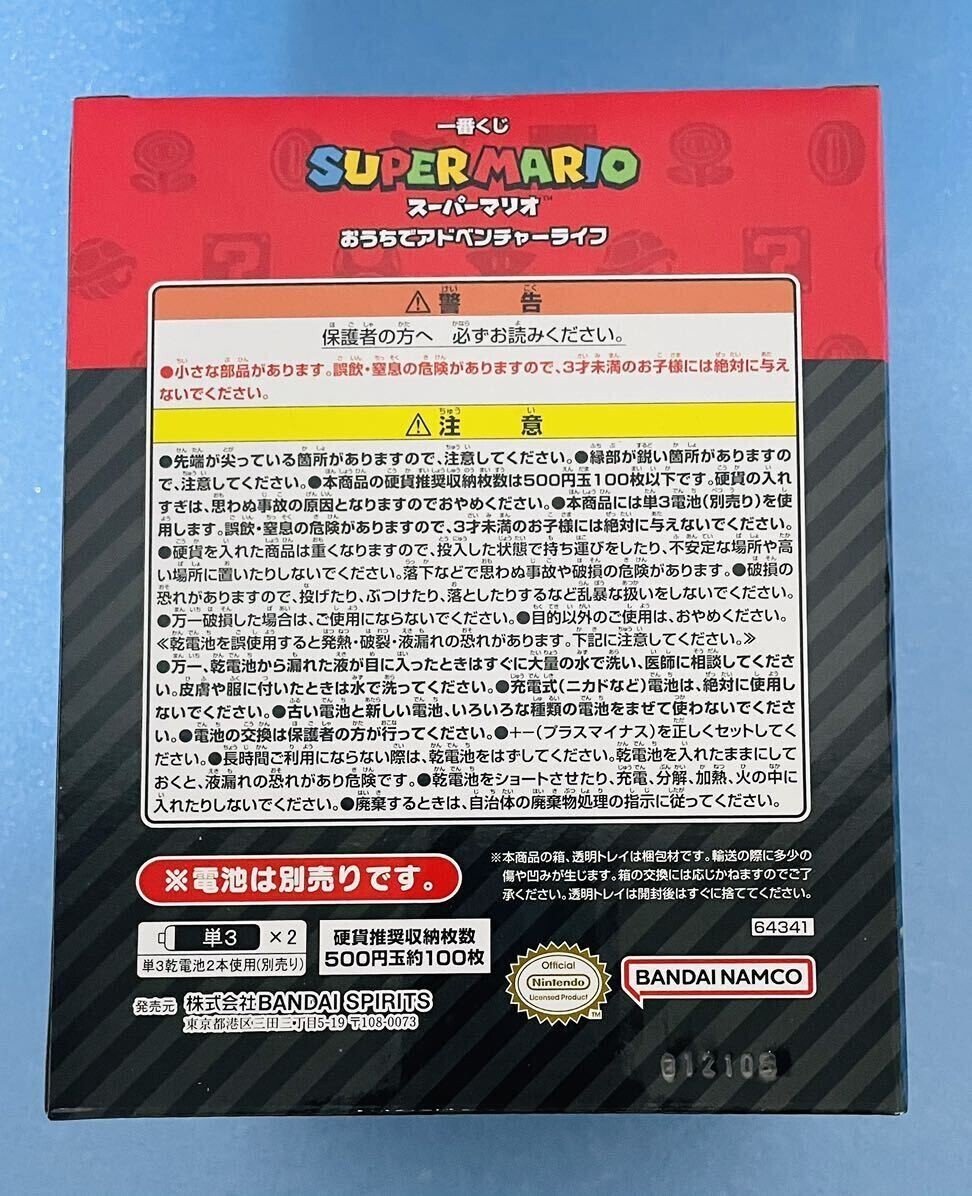 一番くじ
SUPER MARIO
スーパーマリオ™
おうちでアドベンチャーライフ
⚠警告
保護者の方へ 必ずお読みください。
●小さな部品があります。誤飲・窒息の危険がありますので、3才未満のお子様には絶対に与え
ないでください。
⚠注意
●先端が尖っている箇所がありますので、注意してください。●縁部が鋭い箇所がありますの
で、注意してください。●本商品の硬貨推奨収納枚数は500円玉100枚以下です。硬貨の入れ
すぎは、思わぬ事故の原因となりますのでおやめください。●本商品には単3電池(別売り)を使
用します。誤飲・窒息の危険がありますので、3才未満のお子様には絶対に与えないでください。
●硬貨を入れた商品は重くなりますので、投入した状態で持ち運びをしたり、不安定な場所や高
い場所に置いたりしないでください。落下などで思わぬ事故や破損の危険があります。●破損の
恐れがありますので、投げたり、ぶつけたり、落としたりするなど乱暴な扱いをしないでください。
●万一破損した場合は、ご使用にならないでください。●目的以外のご使用は、おやめください。
≪乾電池を誤使用すると発熱・破裂・液漏れの恐れがあります。下記に注意してください。≫
●万一、乾電池から漏れた液が目に入ったときはすぐに大量の水で洗い、医師に相談してくださ
い。皮膚や服に付いたときは水で洗ってください。●充電式(ニカドなど)電池は、絶対に使用し
ないでください。●古い電池と新しい電池、いろいろな種類の電池をまぜて使わないでくださ
い。●電池の交換は保護者の方が行ってください。●+−(プラスマイナス)を正しくセットしてく
ださい。●長時間ご利用にならない際は、乾電池をはずしてください。乾電池を入れたままにして
おくと、液漏れの恐れがあり危険です。●乾電池をショートさせたり、充電、分解、加熱、火の中に
入れたりしないでください。●廃棄するときは、自治体の廃棄物処理の指示に従ってください。
※電池は別売りです。
※本商品の箱、透明トレイは梱包材です。輸送の際に多少の
傷や凹みが生じます。箱の交換には応じかねますのでご了
承ください。透明トレイは開封後はすぐに捨ててください。
64341
単3 ×2
単3乾電池2本使用(別売り)
硬貨推奨収納枚数
500円玉約100枚
Official
Nintendo
Licensed Product
™
BANDAI NAMCO
発売元 株式会社BANDAI SPIRITS
東京都港区三田三丁目5-19 〒108-0073